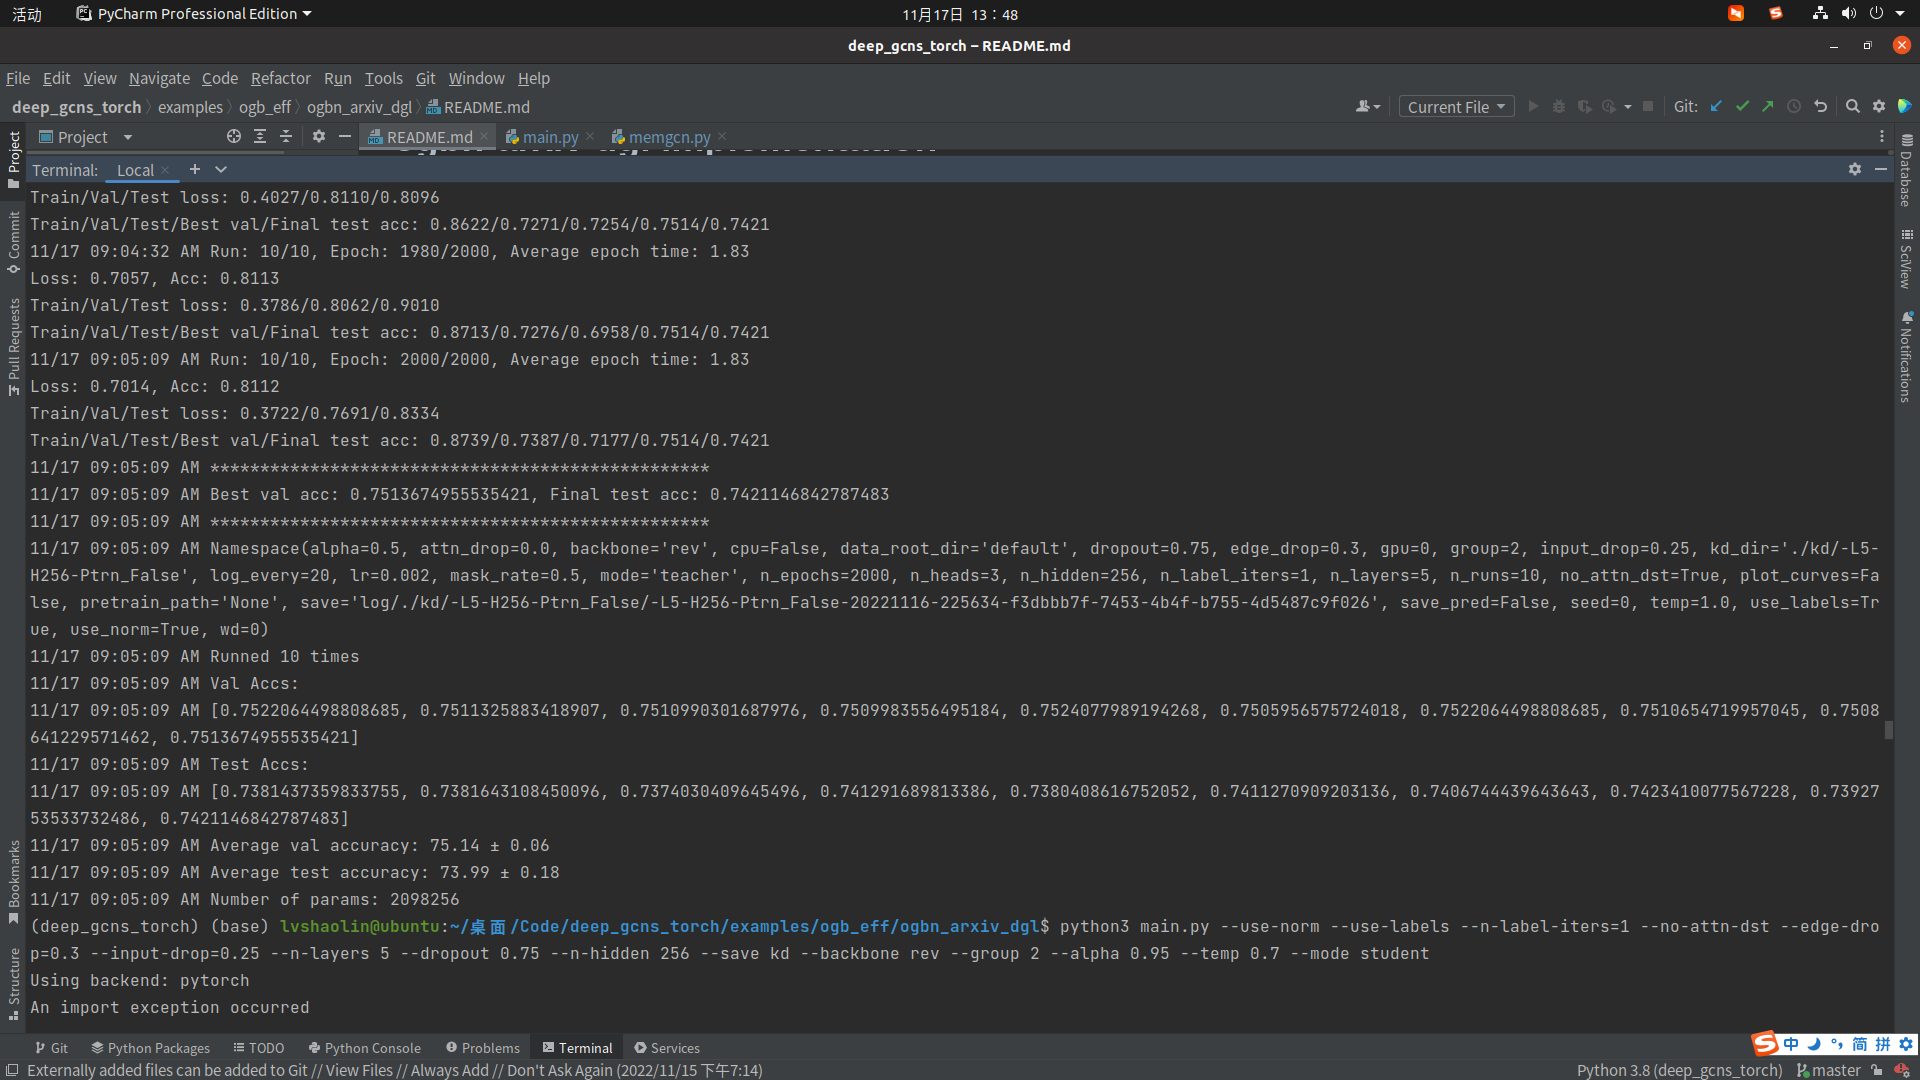 活动
PyCharm Professional Edition
11月17日 13：48
deep_gcns_torch – README.md
File Edit View Navigate Code Refactor Run Tools Git Window Help
deep_gcns_torch examples ogb_eff ogbn_arxiv_dgl README.md
Current File
Git:
Project
README.md
main.py
memgcn.py
Terminal: Local
Train/Val/Test loss: 0.4027/0.8110/0.8096
Train/Val/Test/Best val/Final test acc: 0.8622/0.7271/0.7254/0.7514/0.7421
11/17 09:04:32 AM Run: 10/10, Epoch: 1980/2000, Average epoch time: 1.83
Loss: 0.7057, Acc: 0.8113
Train/Val/Test loss: 0.3786/0.8062/0.9010
Train/Val/Test/Best val/Final test acc: 0.8713/0.7276/0.6958/0.7514/0.7421
11/17 09:05:09 AM Run: 10/10, Epoch: 2000/2000, Average epoch time: 1.83
Loss: 0.7014, Acc: 0.8112
Train/Val/Test loss: 0.3722/0.7691/0.8334
Train/Val/Test/Best val/Final test acc: 0.8739/0.7387/0.7177/0.7514/0.7421
11/17 09:05:09 AM **************************************************
11/17 09:05:09 AM Best val acc: 0.7513674955535421, Final test acc: 0.7421146842787483
11/17 09:05:09 AM **************************************************
11/17 09:05:09 AM Namespace(alpha=0.5, attn_drop=0.0, backbone='rev', cpu=False, data_root_dir='default', dropout=0.75, edge_drop=0.3, gpu=0, group=2, input_drop=0.25, kd_dir='./kd/-L5-
H256-Ptrn_False', log_every=20, lr=0.002, mask_rate=0.5, mode='teacher', n_epochs=2000, n_heads=3, n_hidden=256, n_label_iters=1, n_layers=5, n_runs=10, no_attn_dst=True, plot_curves=Fa
lse, pretrain_path='None', save='log/./kd/-L5-H256-Ptrn_False/-L5-H256-Ptrn_False-20221116-225634-f3dbbb7f-7453-4b4f-b755-4d5487c9f026', save_pred=False, seed=0, temp=1.0, use_labels=Tr
ue, use_norm=True, wd=0)
11/17 09:05:09 AM Runned 10 times
11/17 09:05:09 AM Val Accs:
11/17 09:05:09 AM [0.7522064498808685, 0.7511325883418907, 0.7510990301687976, 0.7509983556495184, 0.7524077989194268, 0.7505956575724018, 0.7522064498808685, 0.7510654719957045, 0.7508
641229571462, 0.7513674955535421]
11/17 09:05:09 AM Test Accs:
11/17 09:05:09 AM [0.7381437359833755, 0.7381643108450096, 0.7374030409645496, 0.741291689813386, 0.7380408616752052, 0.7411270909203136, 0.7406744439643643, 0.7423410077567228, 0.7392
53533732486, 0.7421146842787483]
11/17 09:05:09 AM Average val accuracy: 75.14 ± 0.06
11/17 09:05:09 AM Average test accuracy: 73.99 ± 0.18
11/17 09:05:09 AM Number of params: 2098256
(deep_gcns_torch) (base) lvshaolin@ubuntu:~/桌面/Code/deep_gcns_torch/examples/ogb_eff/ogbn_arxiv_dgl$ python3 main.py --use-norm --use-labels --n-label-iters=1 --no-attn-dst --edge-dro
p=0.3 --input-drop=0.25 --n-layers 5 --dropout 0.75 --n-hidden 256 --save kd --backbone rev --group 2 --alpha 0.95 --temp 0.7 --mode student
Using backend: pytorch
An import exception occurred
Project
Commit
Pull Requests
Bookmarks
Structure
Database
SciView
Notifications
Git Python Packages TODO Python Console Problems Terminal Services
中 简 拼
Externally added files can be added to Git // View Files // Always Add // Don't Ask Again (2022/11/15 下午7:14)
Python 3.8 (deep_gcns_torch) master